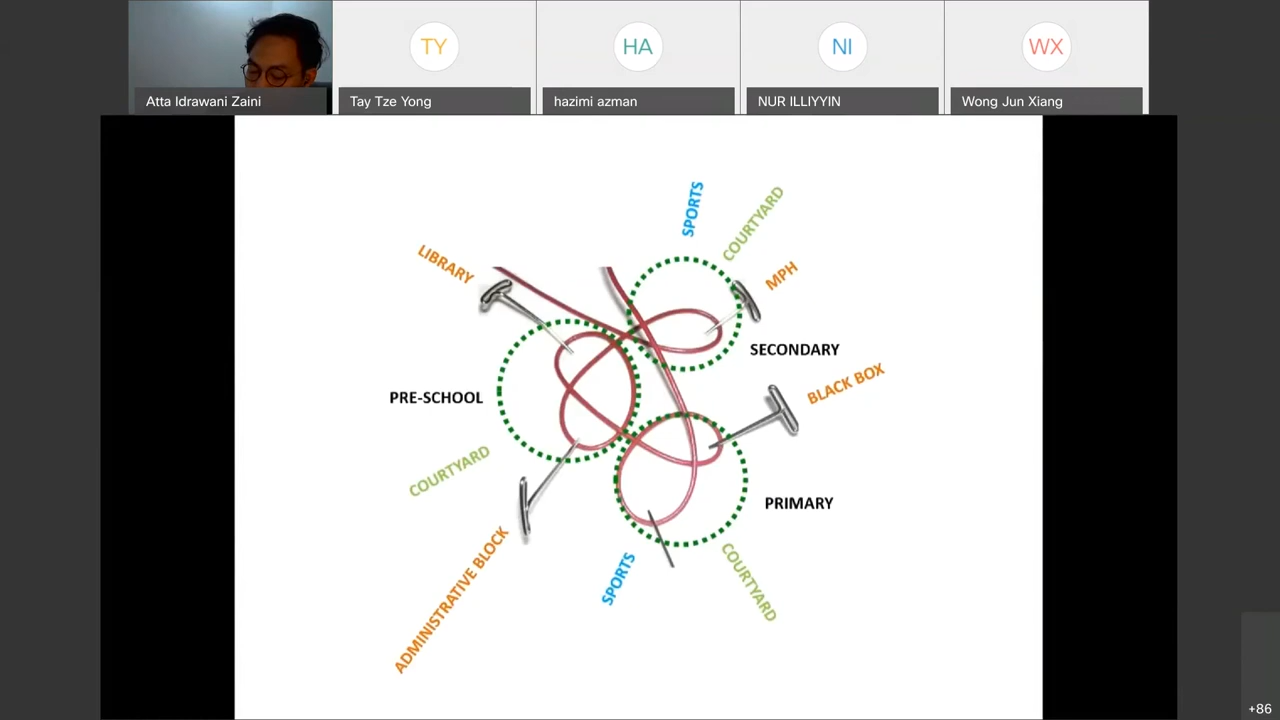 TY
HA
NI
WX
Atta Idrawani Zaini
Tay Tze Yong
hazimi azman
NUR ILLIYYIN
Wong Jun Xiang
SPORTS
COURTYARD
LIBRARY
MPH
SECONDARY
BLACK BOX
PRE-SCHOOL
COURTYARD
PRIMARY
ADMINISTRATIVE BLOCK
SPORTS
COURTYARD
+86